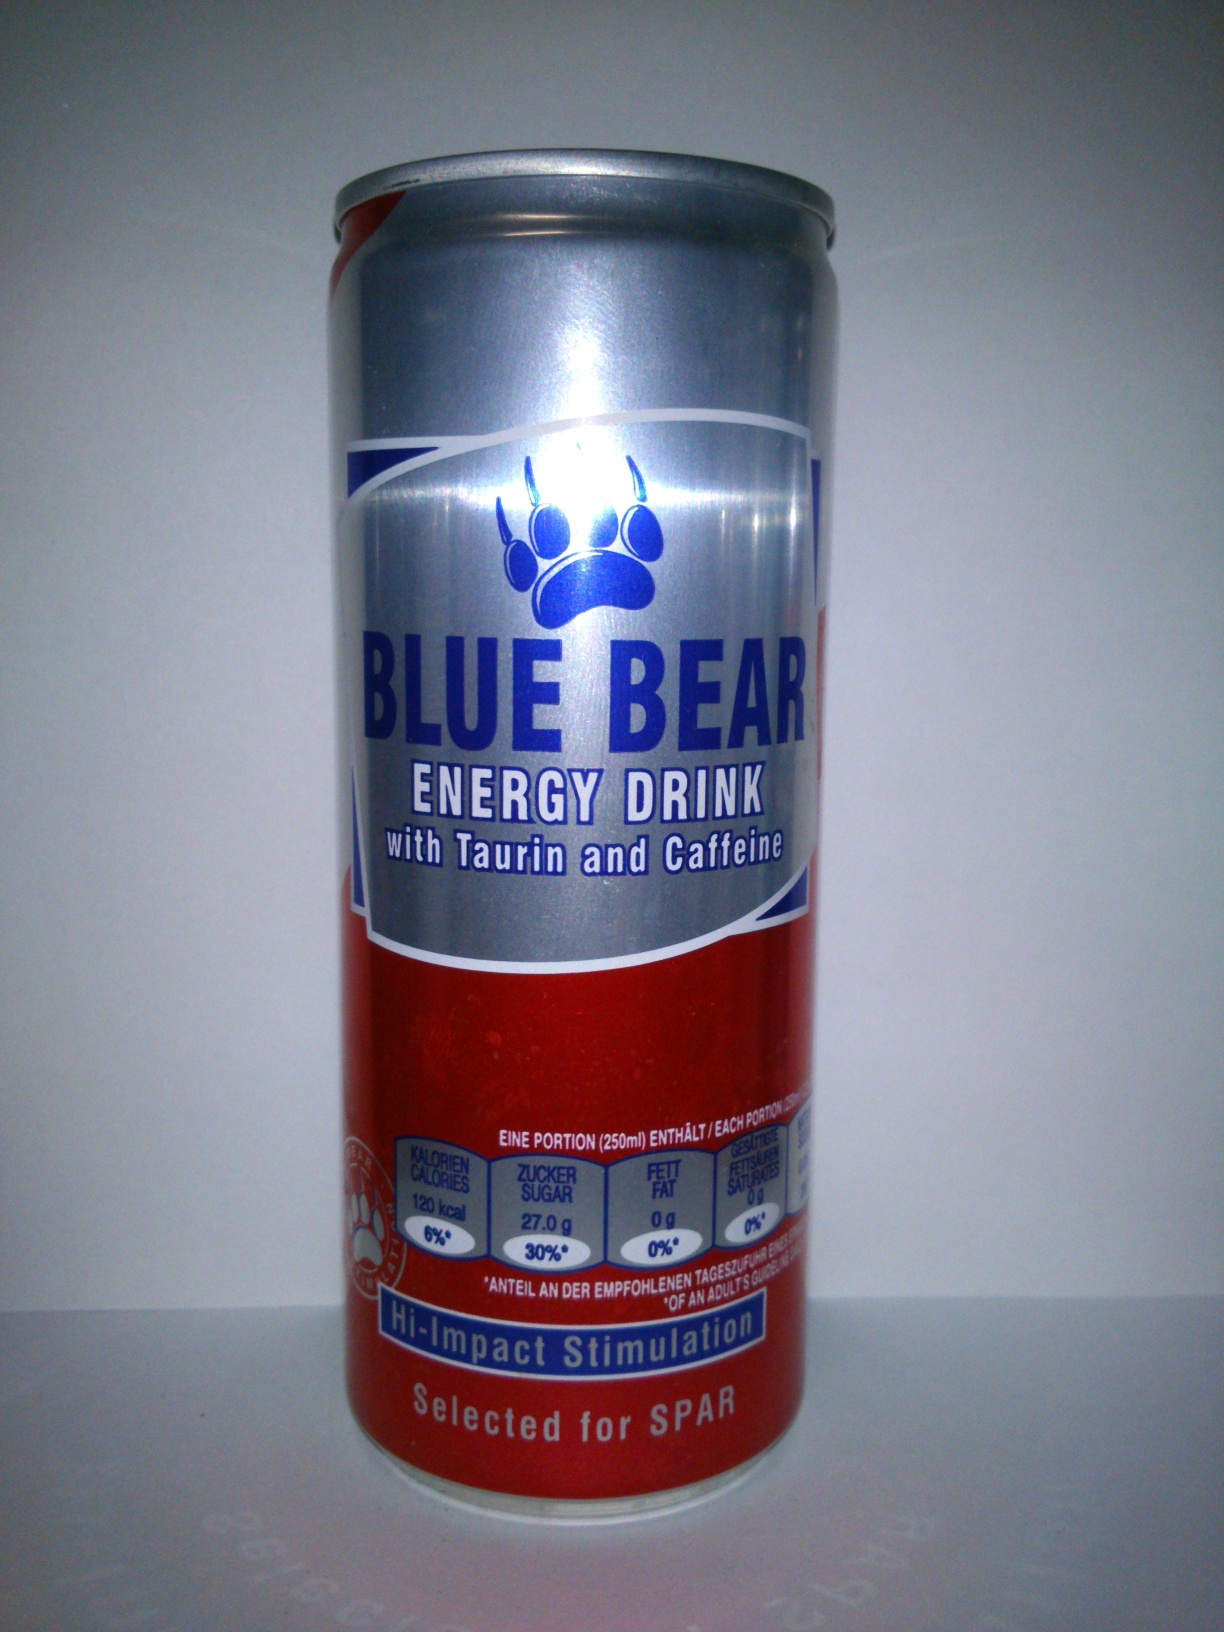 BLUE BEAR
ENERGY DRINK
with Taurin and Caffeine
EINE PORTION (250ml) ENTHÄLT / EACH PORTION (250ml
KALORIEN
CALORIES
120 kcal
6%*
ZUCKER
SUGAR
27.0 g
30%*
FETT
FAT
0 g
0%*
GESÄTTIGTE
FETTSÄUREN
SATURATES
0 g
0%*
*ANTEIL AN DER EMPFOHLENEN TAGESZUFUHR EINES
*OF AN ADULT'S GUIDELINE
Hi-Impact Stimulation
Selected for SPAR